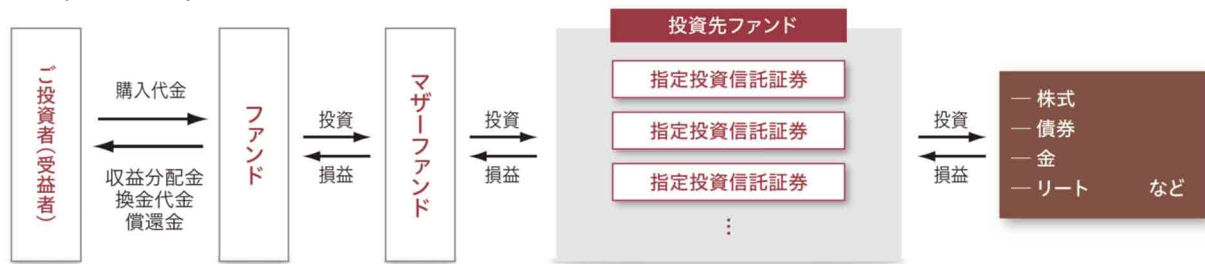 ご投資者（受益者）
購入代金
収益分配金
換金代金
償還金
ファンド
投資
損益
マザーファンド
投資
損益
投資先ファンド
指定投資信託証券
指定投資信託証券
指定投資信託証券
⋮
投資
損益
― 株式
― 債券
― 金
― リート　　など